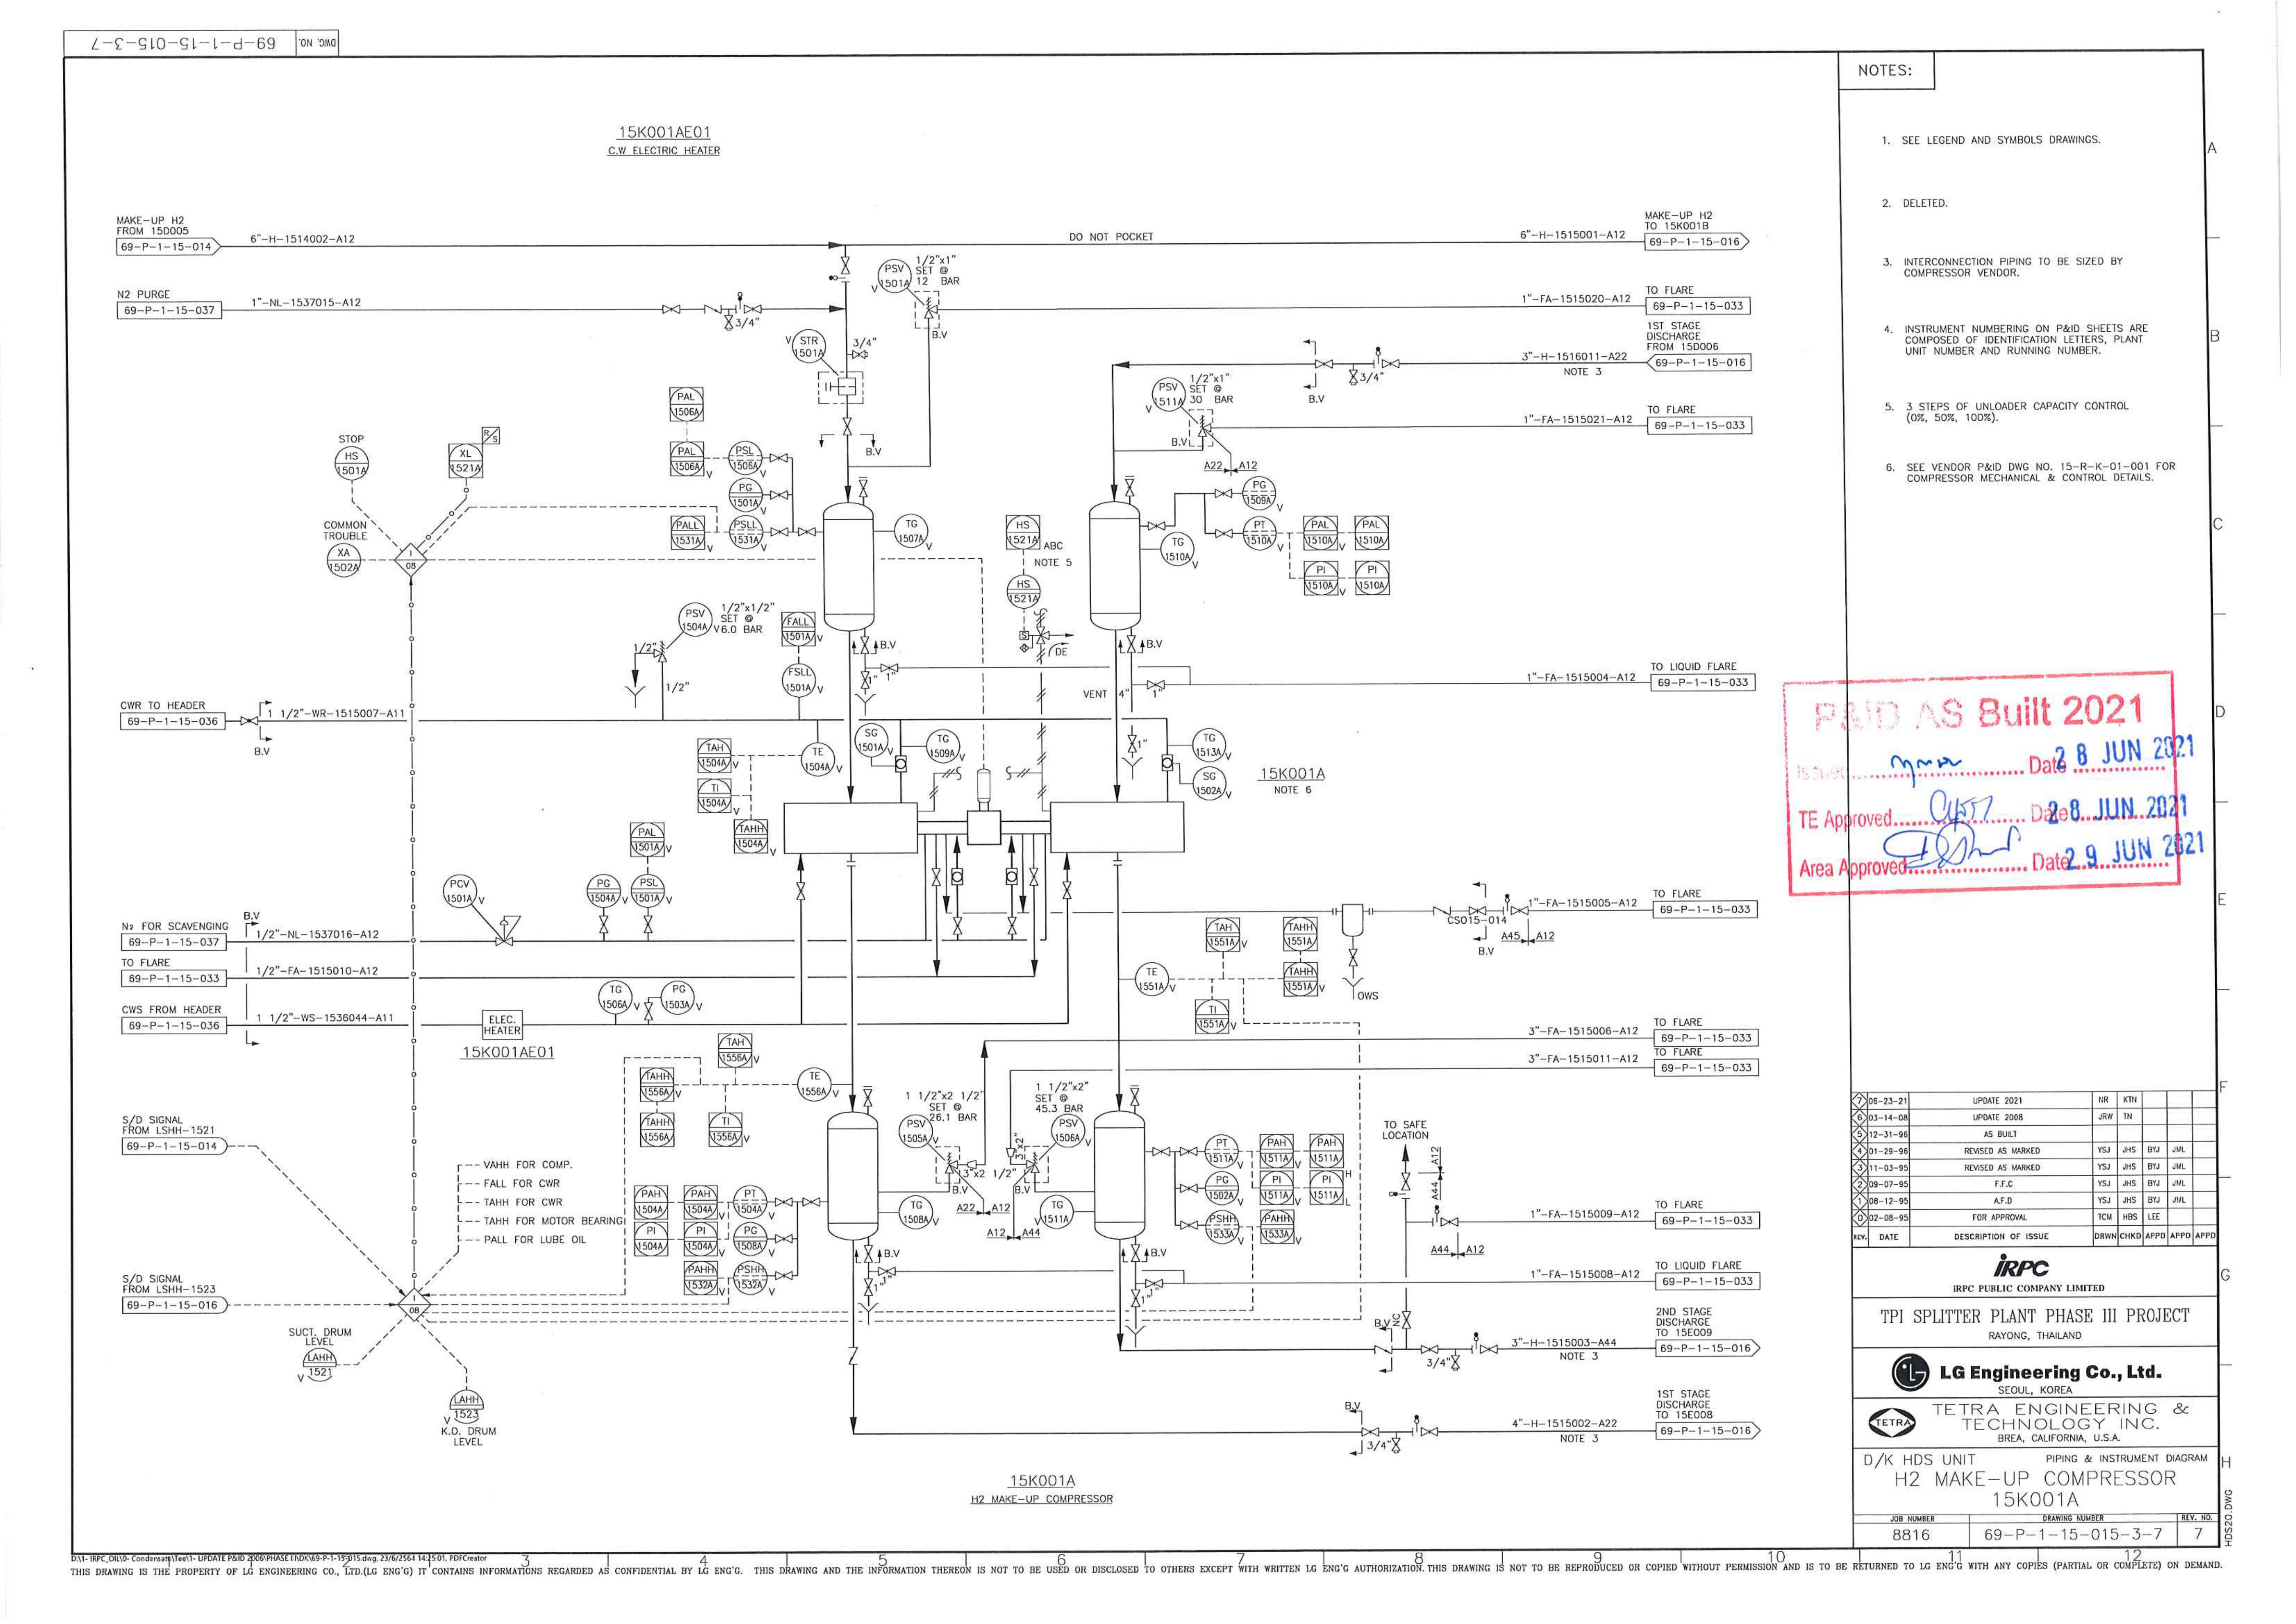 69-P-1-15-015-3-7
DWG. NO.
15K001AE01
C.W ELECTRIC HEATER
MAKE-UP H2
FROM 15D005
69-P-1-15-014
6"-H-1514002-A12
DO NOT POCKET
6"-H-1515001-A12
MAKE-UP H2
TO 15K001B
69-P-1-15-016
N2 PURGE
69-P-1-15-037
1"-NL-1537015-A12
3/4"
PSV
1501A
V
1/2"x1"
SET @
12 BAR
B.V
1"-FA-1515020-A12
TO FLARE
69-P-1-15-033
V STR
1501A
3/4"
1ST STAGE
DISCHARGE
FROM 15D006
69-P-1-15-016
3"-H-1516011-A22
NOTE 3
3/4"
B.V
PSV
1511A
V
1/2"x1"
SET @
30 BAR
B.V
A22 A12
1"-FA-1515021-A12
TO FLARE
69-P-1-15-033
B.V
PAL
1506A
PAL
1506A V
PSL
1506A V
PG
1501A V
PALL
1531A V
PSLL
1531A V
STOP
HS
1501A
XL
1521A
R/S
COMMON
TROUBLE
XA
1502A
I
08
TG
1507A V
HS
1521A
ABC
NOTE 5
HS
1521A
S
DE
PG
1509A V
PT
1510A V
TG
1510A V
PAL
1510A V
PAL
1510A
PI
1510A V
PI
1510A
PSV
1504A
V
1/2"x1/2"
SET @
6.0 BAR
1/2"
1/2"
FALL
1501A V
FSLL
1501A V
B.V
1"
1"
B.V
VENT 4"
1"
1"
1"-FA-1515004-A12
TO LIQUID FLARE
69-P-1-15-033
CWR TO HEADER
69-P-1-15-036
1 1/2"-WR-1515007-A11
B.V
TAH
1504A V
TE
1504A V
TI
1504A V
TAHH
1504A V
SG
1501A V
TG
1509A V
TG
1513A V
SG
1502A V
15K001A
NOTE 6
PAL
1501A V
PCV
1501A V
PG
1504A V
PSL
1501A V
N2 FOR SCAVENGING
69-P-1-15-037
B.V
1/2"-NL-1537016-A12
TO FLARE
69-P-1-15-033
1/2"-FA-1515010-A12
CWS FROM HEADER
69-P-1-15-036
1 1/2"-WS-1536044-A11
ELEC.
HEATER
15K001AE01
TG
1506A V
PG
1503A V
CSO15-014
B.V
A45 A12
1"-FA-1515005-A12
TO FLARE
69-P-1-15-033
OWS
TE
1551A V
TAH
1551A V
TAHH
1551A
TAHH
1551A V
TI
1551A V
3"-FA-1515006-A12
TO FLARE
69-P-1-15-033
3"-FA-1515011-A12
TO FLARE
69-P-1-15-033
TAH
1556A V
TAHH
1556A V
TAHH
1556A
TI
1556A V
TE
1556A V
1 1/2"x2 1/2"
SET @
26.1 BAR
PSV
1505A V
3"x2 1/2"
B.V
A22 A12
1 1/2"x2"
SET @
45.3 BAR
PSV
1506A V
3"x2"
B.V
A12 A44
TG
1508A V
TG
1511A V
PT
1511A V
PG
1502A V
PSHH
1533A V
PAH
1511A V
PAH
1511A
PI
1511A V
PI
1511A
H
L
PAHH
1533A V
S/D SIGNAL
FROM LSHH-1521
69-P-1-15-014
VAHH FOR COMP.
FALL FOR CWR
TAHH FOR CWR
TAHH FOR MOTOR BEARING
PALL FOR LUBE OIL
PAH
1504A
PAH
1504A V
PT
1504A V
PI
1504A
PI
1504A V
PG
1508A V
PAHH
1532A V
PSHH
1532A V
TO SAFE
LOCATION
A12
A44
1"-FA-1515009-A12
TO FLARE
69-P-1-15-033
A44 A12
B.V
1"
1"
B.V
1"
1"
1"-FA-1515008-A12
TO LIQUID FLARE
69-P-1-15-033
S/D SIGNAL
FROM LSHH-1523
69-P-1-15-016
I
08
SUCT. DRUM
LEVEL
LAHH
1521
V
LAHH
1523
V
K.O. DRUM
LEVEL
B.V
NC
3/4"
3"-H-1515003-A44
NOTE 3
2ND STAGE
DISCHARGE
TO 15E009
69-P-1-15-016
B.V
3/4"
4"-H-1515002-A22
NOTE 3
1ST STAGE
DISCHARGE
TO 15E008
69-P-1-15-016
15K001A
H2 MAKE-UP COMPRESSOR
NOTES:
1. SEE LEGEND AND SYMBOLS DRAWINGS.
2. DELETED.
3. INTERCONNECTION PIPING TO BE SIZED BY
COMPRESSOR VENDOR.
4. INSTRUMENT NUMBERING ON P&ID SHEETS ARE
COMPOSED OF IDENTIFICATION LETTERS, PLANT
UNIT NUMBER AND RUNNING NUMBER.
5. 3 STEPS OF UNLOADER CAPACITY CONTROL
(0%, 50%, 100%).
6. SEE VENDOR P&ID DWG NO. 15-R-K-01-001 FOR
COMPRESSOR MECHANICAL & CONTROL DETAILS.
P&ID AS Built 2021
Issued Date 28 JUN 2021
TE Approved Date 28 JUN 2021
Area Approved Date 29 JUN 2021
7 06-23-21 UPDATE 2021 NR KTN
6 03-14-08 UPDATE 2008 JRW TN
5 12-31-96 AS BUILT
4 01-29-96 REVISED AS MARKED YSJ JHS BYJ JML
3 11-03-95 REVISED AS MARKED YSJ JHS BYJ JML
2 09-07-95 F.F.C YSJ JHS BYJ JML
1 08-12-95 A.F.D YSJ JHS BYJ JML
0 02-08-95 FOR APPROVAL TCM HBS LEE
REV. DATE DESCRIPTION OF ISSUE DRWN CHKD APPD APPD APPD
iRPC
iRPC PUBLIC COMPANY LIMITED
TPI SPLITTER PLANT PHASE III PROJECT
RAYONG, THAILAND
LG Engineering Co., Ltd.
SEOUL, KOREA
TETRA
TETRA ENGINEERING &
TECHNOLOGY INC.
BREA, CALIFORNIA, U.S.A.
D/K HDS UNIT PIPING & INSTRUMENT DIAGRAM
H2 MAKE-UP COMPRESSOR
15K001A
JOB NUMBER DRAWING NUMBER REV. NO.
8816 69-P-1-15-015-3-7 7
HDS20.DWG
A
B
C
D
E
F
G
H
2 3 4 5 6 7 8 9 10 11 12
D:\1- IRPC_OIL\0- Condensate\Tee\1- UPDATE P&ID 2006\PHASE III\DK\69-P-1-15-015.dwg, 23/6/2564 14:25:01, PDFCreator
THIS DRAWING IS THE PROPERTY OF LG ENGINEERING CO., LTD.(LG ENG'G) IT CONTAINS INFORMATIONS REGARDED AS CONFIDENTIAL BY LG ENG'G. THIS DRAWING AND THE INFORMATION THEREON IS NOT TO BE USED OR DISCLOSED TO OTHERS EXCEPT WITH WRITTEN LG ENG'G AUTHORIZATION. THIS DRAWING IS NOT TO BE REPRODUCED OR COPIED WITHOUT PERMISSION AND IS TO BE RETURNED TO LG ENG'G WITH ANY COPIES (PARTIAL OR COMPLETE) ON DEMAND.